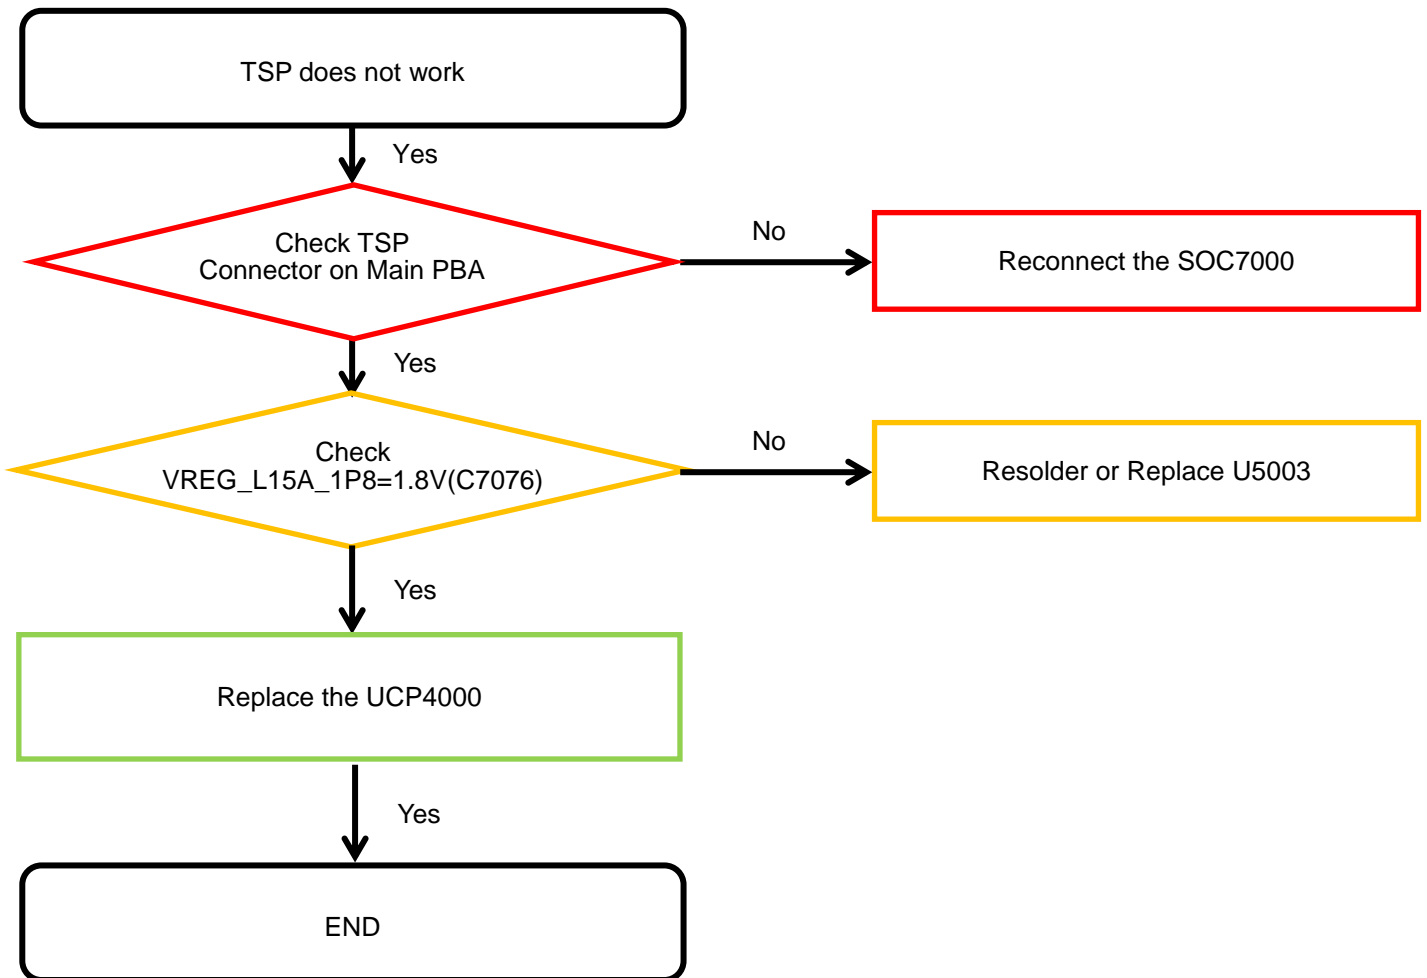 TSP does not work
Yes
Check TSP
Connector on Main PBA
No
Reconnect the SOC7000
Yes
Check
VREG_L15A_1P8=1.8V(C7076)
No
Resolder or Replace U5003
Yes
Replace the UCP4000
Yes
END